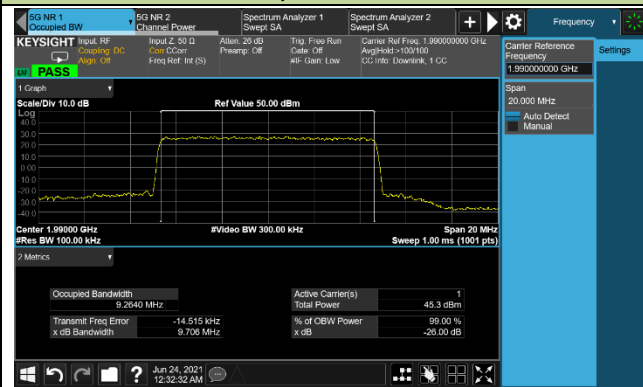 5G NR 1
Occupied BW
5G NR 2
Channel Power
Spectrum Analyzer 1
Swept SA
Spectrum Analyzer 2
Swept SA
Frequency
KEYSIGHT
Input: RF
Coupling: DC
Align: Off
Input Z: 50 Ω
Corr CCorr
Freq Ref: Int (S)
Atten: 26 dB
Preamp: Off
Trig: Free Run
Gate: Off
#IF Gain: Low
Carrier Ref Freq: 1.990000000 GHz
Avg|Hold:>100/100
CC Info: Downlink, 1 CC
PASS
Carrier Reference
Frequency
1.990000000 GHz
Settings
Span
20.000 MHz
Auto Detect
Manual
1 Graph
Scale/Div 10.0 dB
Ref Value 50.00 dBm
Log
40.0
30.0
20.0
10.0
0.00
-10.0
-20.0
-30.0
-40.0
Center 1.99000 GHz
#Video BW 300.00 kHz
Span 20 MHz
#Res BW 100.00 kHz
Sweep 1.00 ms (1001 pts)
2 Metrics
Occupied Bandwidth
9.2640 MHz
Active Carrier(s) 1
Total Power 45.3 dBm
Transmit Freq Error -14.515 kHz
x dB Bandwidth 9.706 MHz
% of OBW Power 99.00 %
x dB -26.00 dB
?
Jun 24, 2021
12:32:32 AM